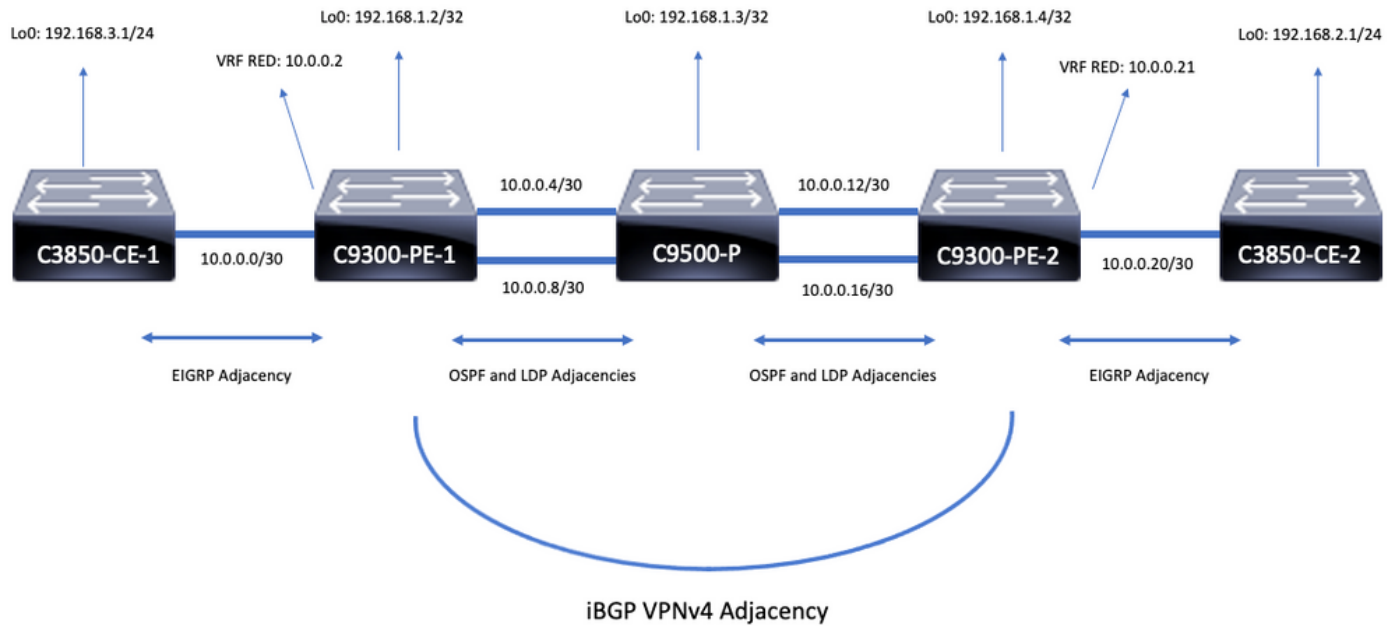 Lo0: 192.168.3.1/24
VRF RED: 10.0.0.2
Lo0: 192.168.1.2/32
Lo0: 192.168.1.3/32
Lo0: 192.168.1.4/32
VRF RED: 10.0.0.21
Lo0: 192.168.2.1/24
C3850-CE-1
10.0.0.0/30
C9300-PE-1
10.0.0.4/30
10.0.0.8/30
C9500-P
10.0.0.12/30
10.0.0.16/30
C9300-PE-2
10.0.0.20/30
C3850-CE-2
EIGRP Adjacency
OSPF and LDP Adjacencies
OSPF and LDP Adjacencies
EIGRP Adjacency
iBGP VPNv4 Adjacency